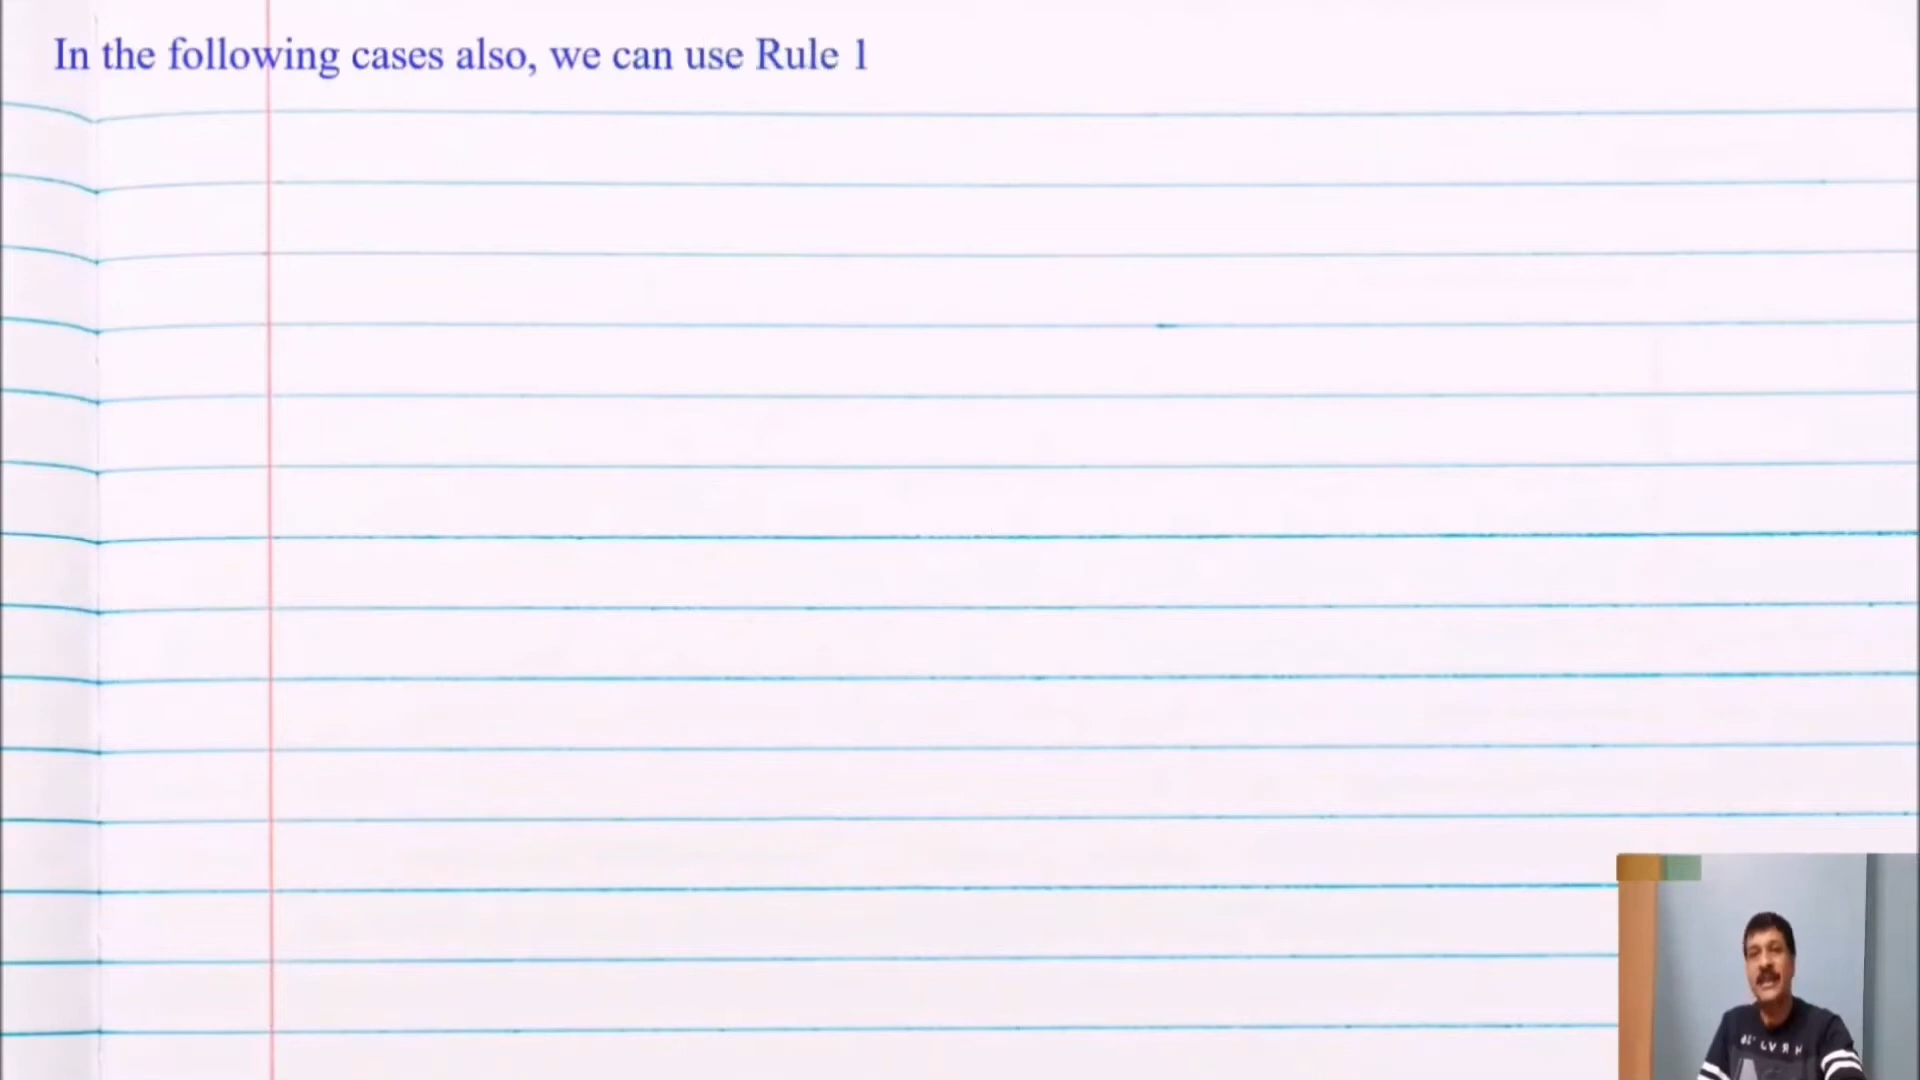 In the following cases also, we can use Rule 1